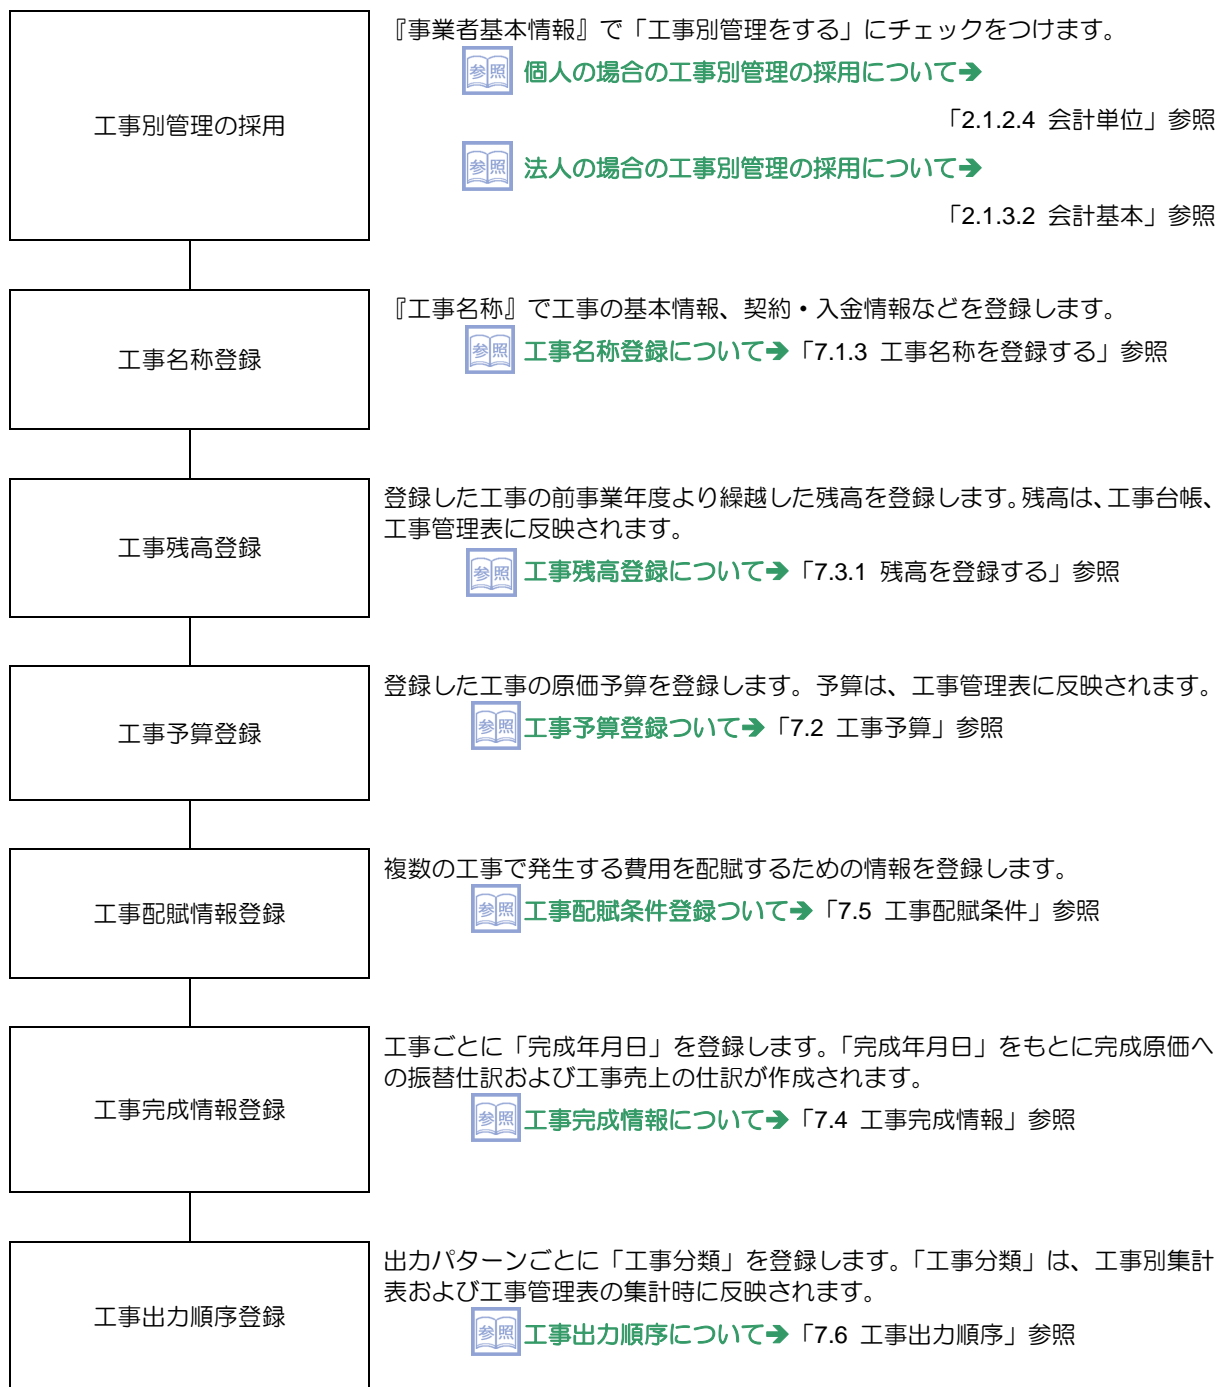 工事別管理の採用
『事業者基本情報』で「工事別管理をする」にチェックをつけます。
参照 個人の場合の工事別管理の採用について➔
「2.1.2.4 会計単位」参照
参照 法人の場合の工事別管理の採用について➔
「2.1.3.2 会計基本」参照
工事名称登録
『工事名称』で工事の基本情報、契約・入金情報などを登録します。
参照 工事名称登録について➔「7.1.3 工事名称を登録する」参照
工事残高登録
登録した工事の前事業年度より繰越した残高を登録します。残高は、工事台帳、
工事管理表に反映されます。
参照 工事残高登録について➔「7.3.1 残高を登録する」参照
工事予算登録
登録した工事の原価予算を登録します。予算は、工事管理表に反映されます。
参照 工事予算登録ついて➔「7.2 工事予算」参照
工事配賦情報登録
複数の工事で発生する費用を配賦するための情報を登録します。
参照 工事配賦条件登録ついて➔「7.5 工事配賦条件」参照
工事完成情報登録
工事ごとに「完成年月日」を登録します。「完成年月日」をもとに完成原価へ
の振替仕訳および工事売上の仕訳が作成されます。
参照 工事完成情報について➔「7.4 工事完成情報」参照
工事出力順序登録
出力パターンごとに「工事分類」を登録します。「工事分類」は、工事別集計
表および工事管理表の集計時に反映されます。
参照 工事出力順序について➔「7.6 工事出力順序」参照